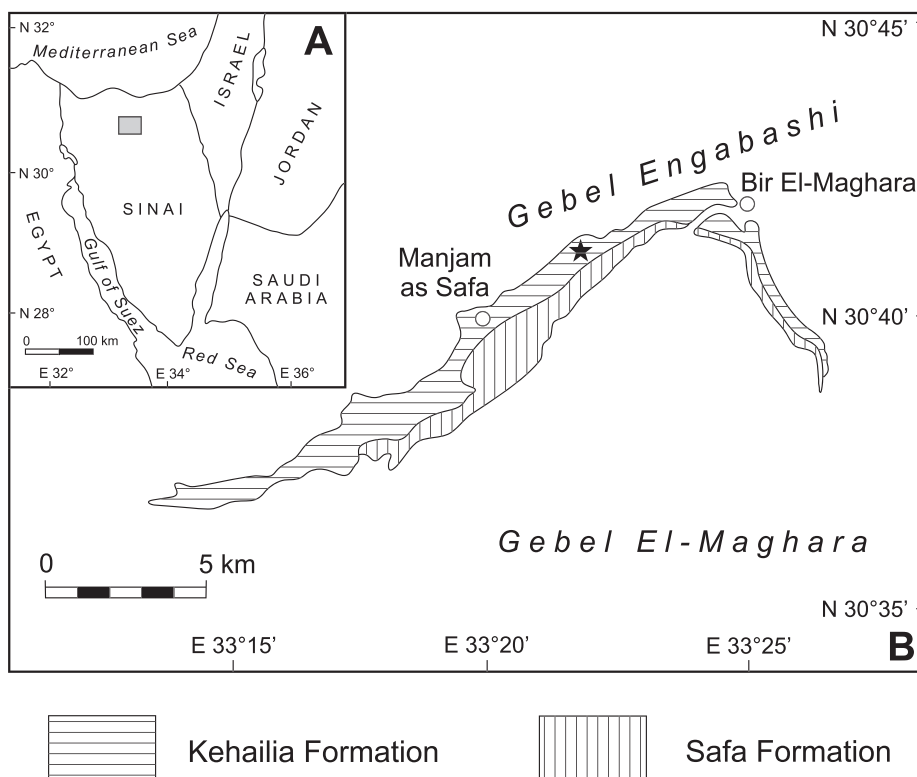 N 32°
Mediterranean Sea
A
ISRAEL
JORDAN
N 30°
SINAI
EGYPT
Gulf of Suez
SAUDI
ARABIA
N 28°
0 100 km
Red Sea
E 32° E 34° E 36°
N 30°45’
Gebel Engabashi
Bir El-Maghara
Manjam
as Safa
N 30°40’
Gebel El-Maghara
0 5 km
N 30°35’
E 33°15’ E 33°20’ E 33°25’
B
Kehailia Formation
Safa Formation